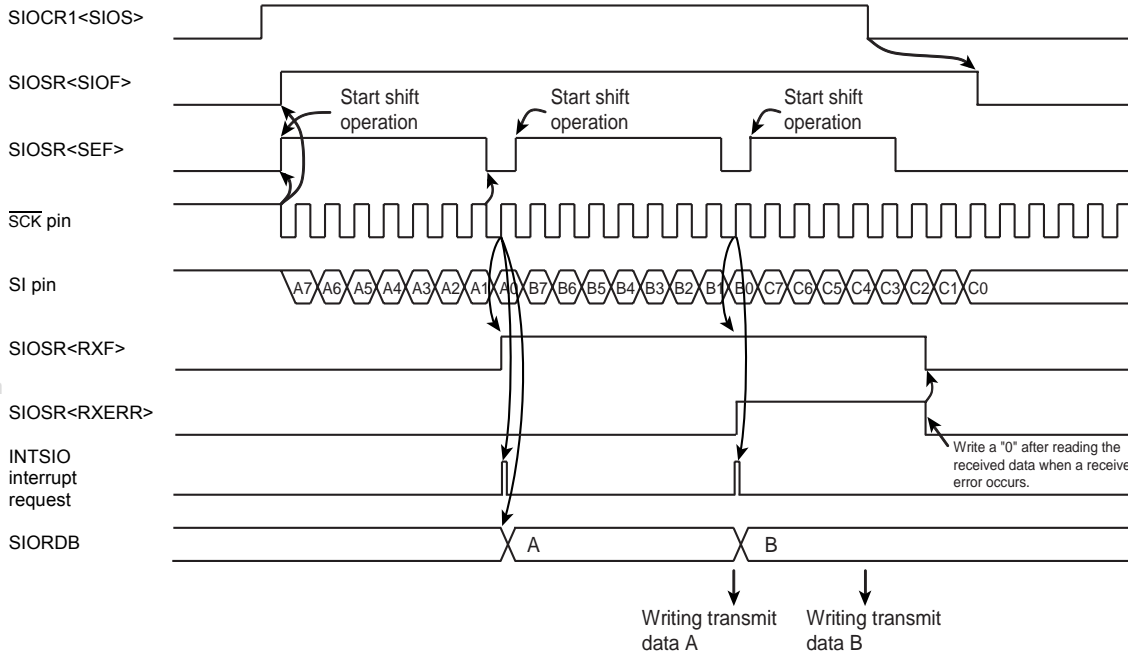 SIOCR1<SIOS>
SIOSR<SIOF>
Start shift
operation
Start shift
operation
Start shift
operation
SIOSR<SEF>
SCK pin
SI pin
A7 A6 A5 A4 A3 A2 A1 A0 B7 B6 B5 B4 B3 B2 B1 B0 C7 C6 C5 C4 C3 C2 C1 C0
SIOSR<RXF>
SIOSR<RXERR>
Write a "0" after reading the
received data when a receive
error occurs.
INTSIO
interrupt
request
SIORDB
A
B
Writing transmit
data A
Writing transmit
data B